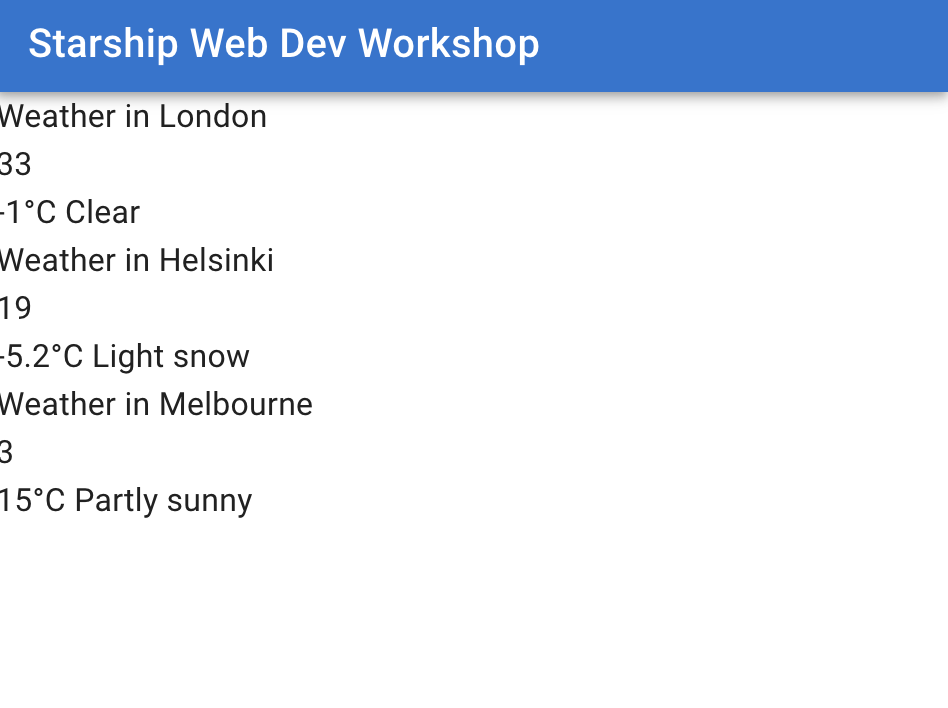 Starship Web Dev Workshop
Weather in London
33
-1°C Clear
Weather in Helsinki
19
-5.2°C Light snow
Weather in Melbourne
3
15°C Partly sunny